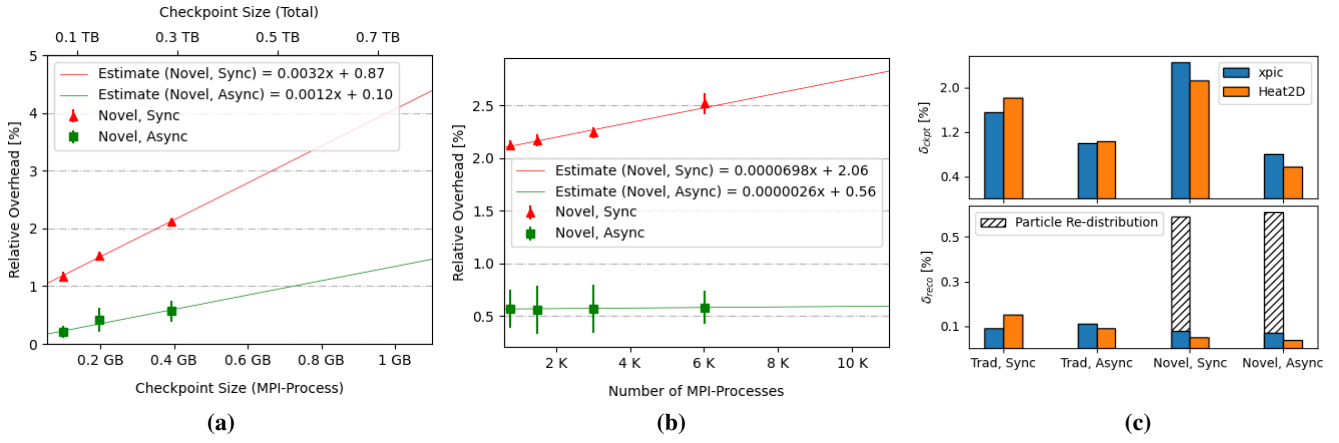 Checkpoint Size (Total)
0.1 TB 0.3 TB 0.5 TB 0.7 TB
5
4
3
2
1
0
Relative Overhead [%]
Estimate (Novel, Sync) = 0.0032x + 0.87
Estimate (Novel, Async) = 0.0012x + 0.10
Novel, Sync
Novel, Async
0.2 GB 0.4 GB 0.6 GB 0.8 GB 1 GB
Checkpoint Size (MPI-Process)
(a)
2.5
2.0
1.5
1.0
0.5
Relative Overhead [%]
Estimate (Novel, Sync) = 0.0000698x + 2.06
Estimate (Novel, Async) = 0.0000026x + 0.56
Novel, Sync
Novel, Async
2 K 4 K 6 K 8 K 10 K
Number of MPI-Processes
(b)
xpic
Heat2D
2.0
1.2
0.4
δckpt [%]
Particle Re-distribution
0.5
0.3
0.1
δreco [%]
Trad, Sync Trad, Async Novel, Sync Novel, Async
(c)